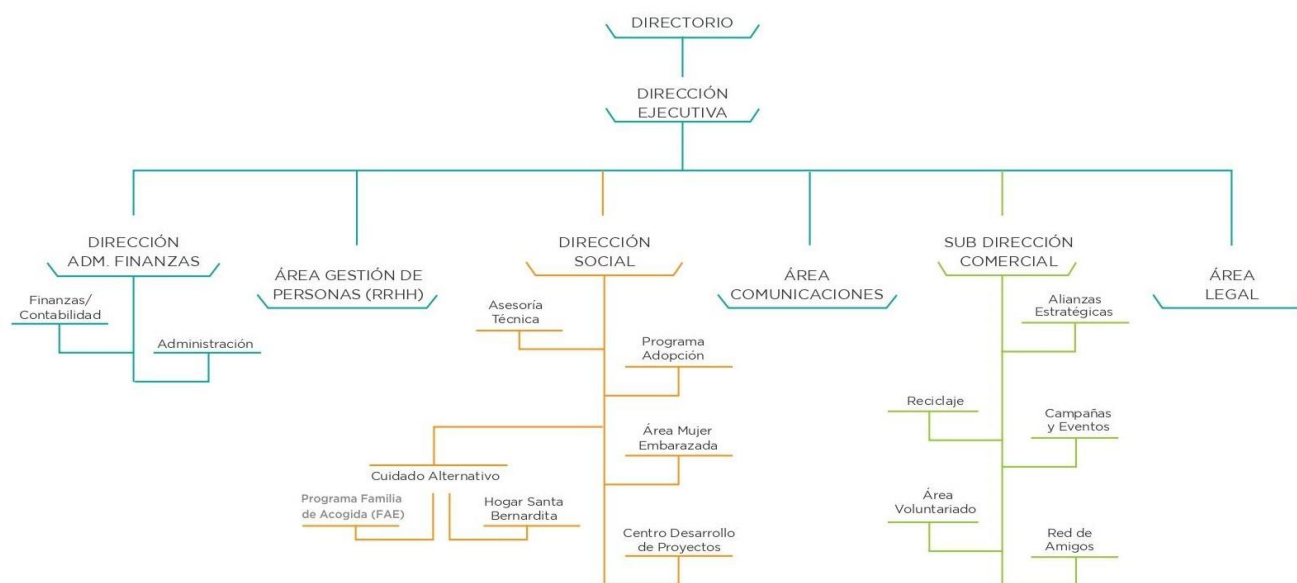 DIRECTORIO
DIRECCIÓN
EJECUTIVA
DIRECCIÓN
ADM. FINANZAS
ÁREA GESTIÓN DE
PERSONAS (RRHH)
DIRECCIÓN
SOCIAL
ÁREA
COMUNICACIONES
SUB DIRECCIÓN
COMERCIAL
ÁREA
LEGAL
Finanzas/
Contabilidad
Administración
Asesoría
Técnica
Programa
Adopción
Área Mujer
Embarazada
Cuidado Alternativo
Programa Familia
de Acogida (FAE)
Hogar Santa
Bernardita
Centro Desarrollo
de Proyectos
Alianzas
Estratégicas
Reciclaje
Campañas
y Eventos
Área
Voluntariado
Red de
Amigos